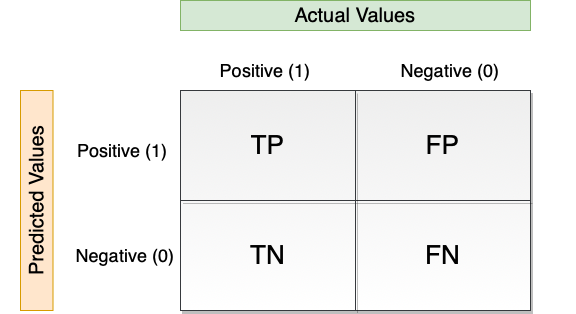 Actual Values
Positive (1) Negative (0)
Predicted Values
Positive (1) TP FP
Negative (0) TN FN